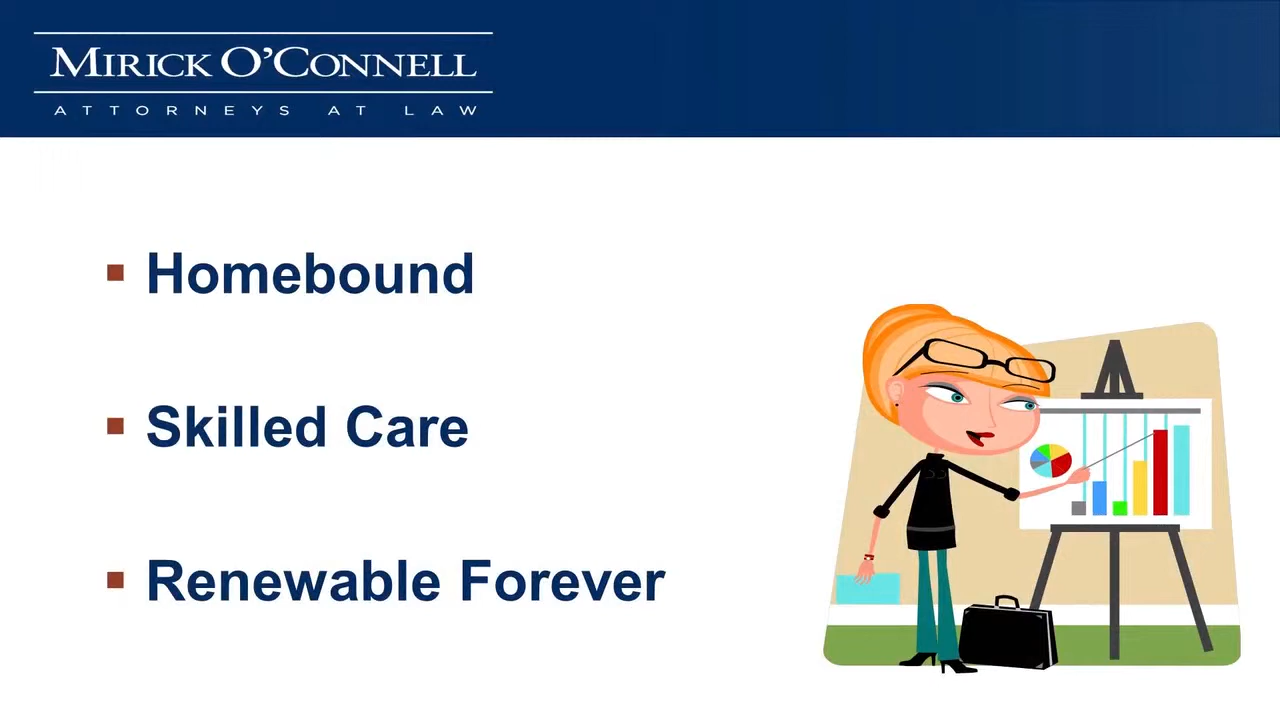 MIRICK O'CONNELL
ATTORNEYS AT LAW
Homebound
Skilled Care
Renewable Forever